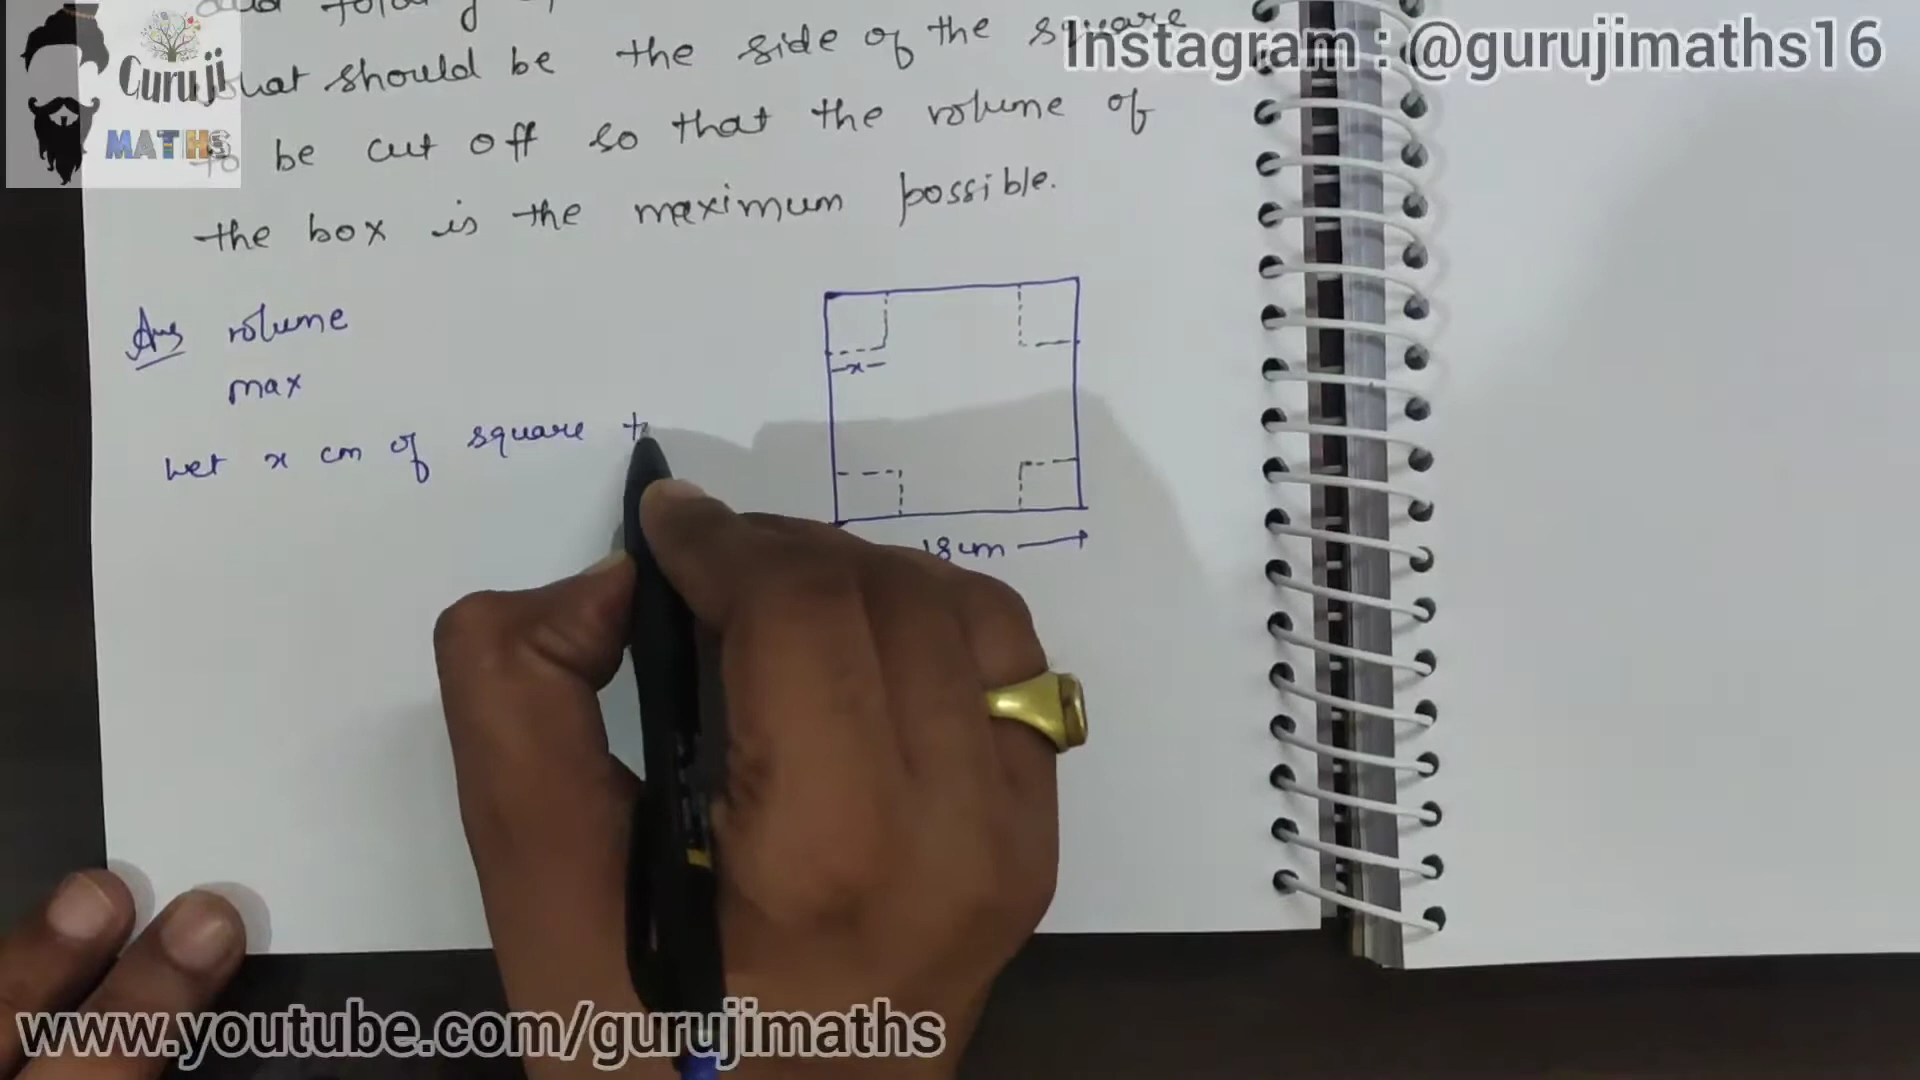 and
what should be the side of the square
Instagram : @gurujimaths16
Guruji
MATHS
to be cut off so that the volume of
the box is the maximum possible.
Ans volume
max
x
Let x cm of square t
18cm
www.youtube.com/gurujimaths